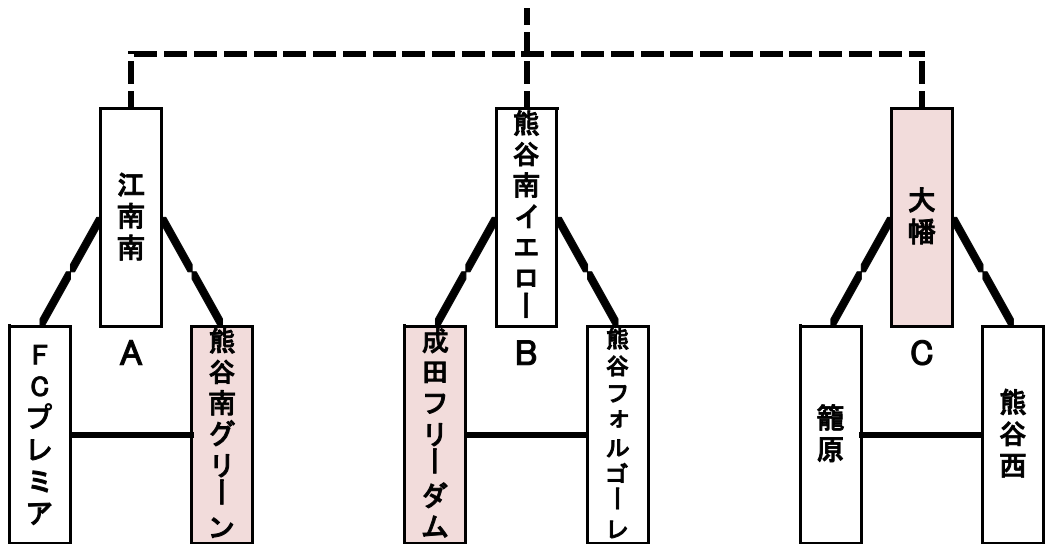 江南南
熊谷南イエロー
大幡
A
B
C
FCプレミア
熊谷南グリーン
成田フリーダム
熊谷フォルゴーレ
籠原
熊谷西